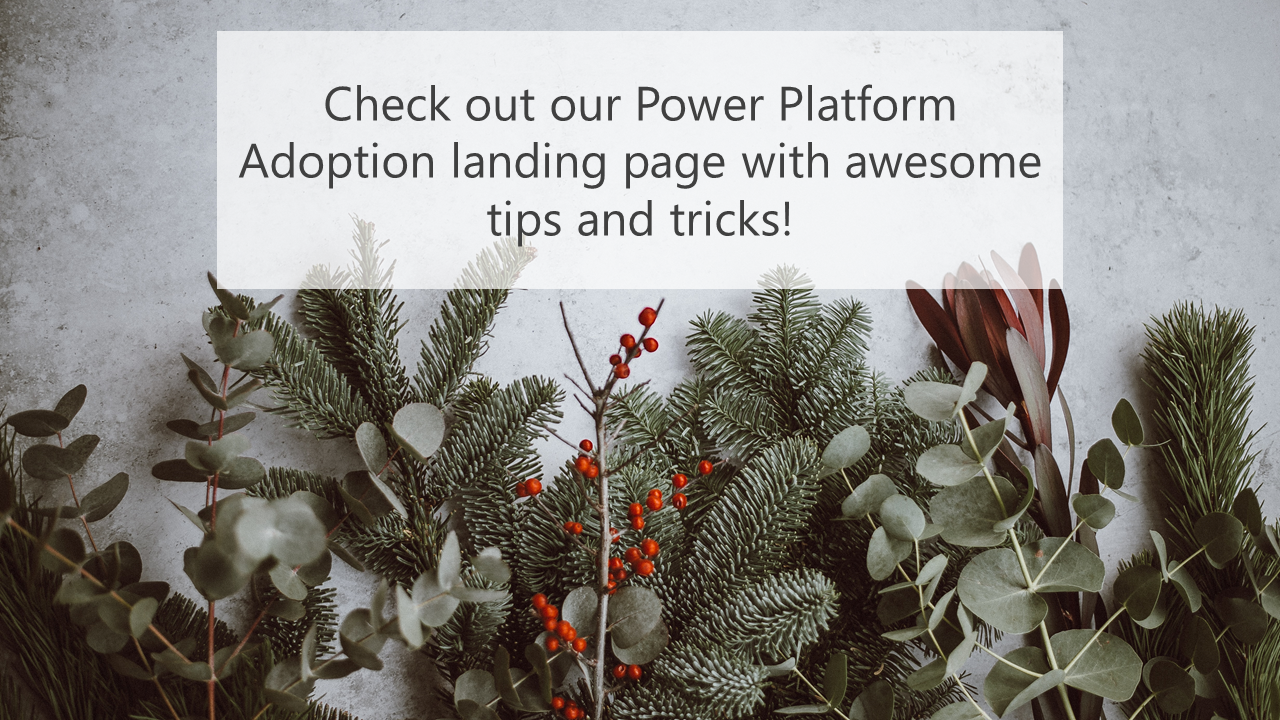 Check out our Power Platform
Adoption landing page with awesome
tips and tricks!